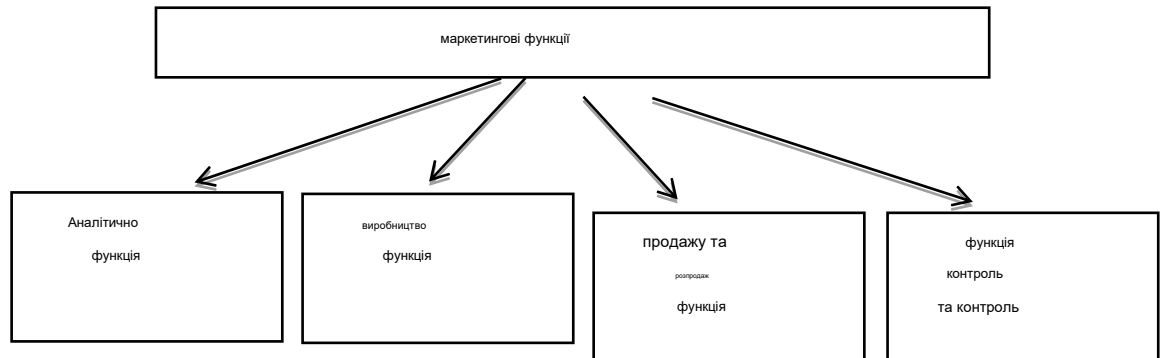 маркетингові функції
Аналітично
функція
виробництво
функція
продажу та
розпродаж
функція
функція
контроль
та контроль